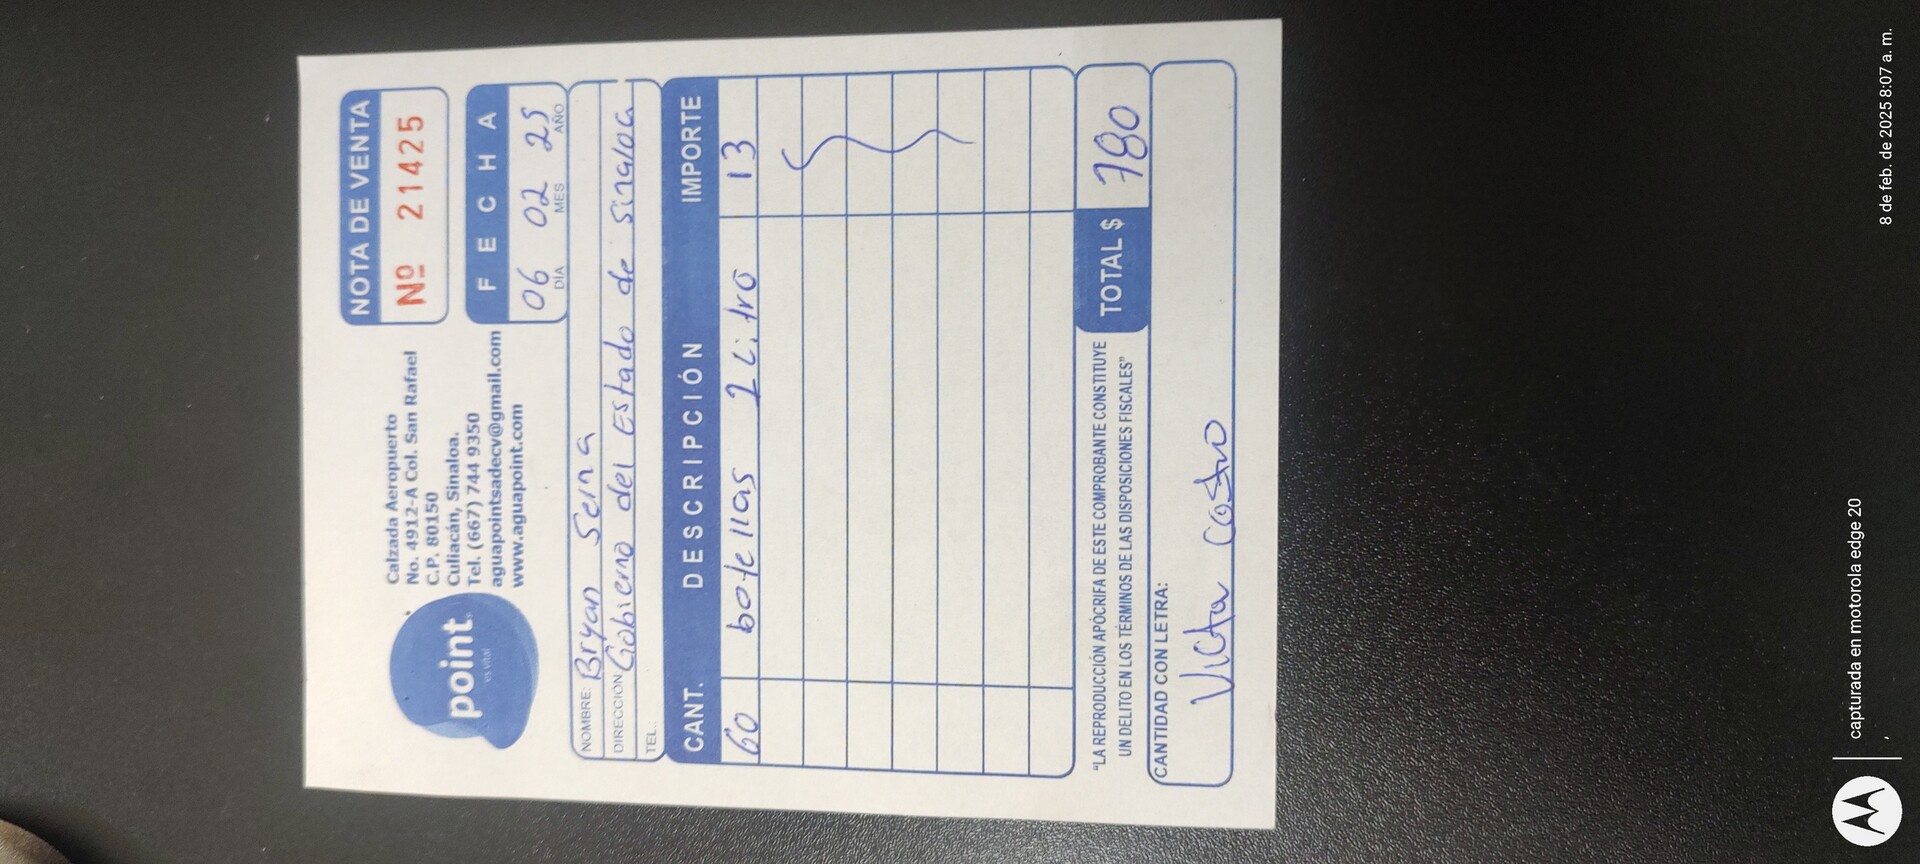 point
es vital
Calzada Aeropuerto
No. 4912-A Col. San Rafael
C.P. 80150
Culiacán, Sinaloa.
Tel. (667) 744 9350
aguapointsadecv@gmail.com
www.aguapoint.com
NOTA DE VENTA
Nº 21425
FECHA
06 02 25
DÍA MES AÑO
NOMBRE: Bryan Serna
DIRECCIÓN: Gobierno del Estado de Sinaloa
TEL.:
CANT. DESCRIPCIÓN IMPORTE
60 botellas 1 Litro 13
"LA REPRODUCCIÓN APÓCRIFA DE ESTE COMPROBANTE CONSTITUYE
UN DELITO EN LOS TÉRMINOS DE LAS DISPOSICIONES FISCALES"
TOTAL $ 780
CANTIDAD CON LETRA:
Victor Castro
capturada en motorola edge 20
,
8 de feb. de 2025 8:07 a. m.